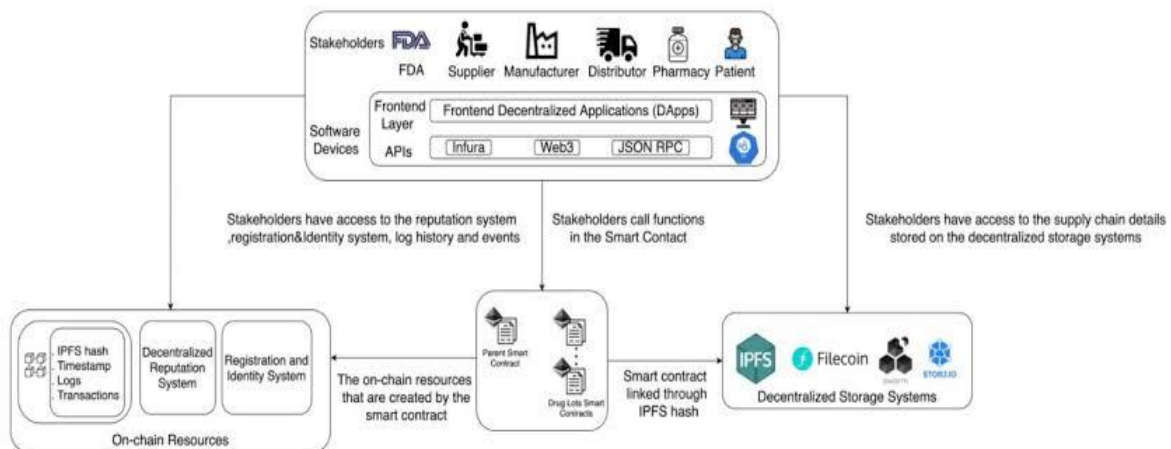 Stakeholders
FDA
FDA
Supplier
Manufacturer
Distributor
Pharmacy
Patient
Software
Devices
Frontend
Layer
Frontend Decentralized Applications (DApps)
APIs
Infura
Web3
JSON RPC
Stakeholders have access to the reputation system
,registration&Identity system, log history and events
Stakeholders call functions
in the Smart Contact
Stakeholders have access to the supply chain details
stored on the decentralized storage systems
. IPFS hash
. Timestamp
. Logs
. Transactions
Decentralized
Reputation
System
Registration and
Identity System
On-chain Resources
The on-chain resources
that are created by the
smart contract
Parent Smart
Contract
Drug Lots Smart
Contracts
Smart contract
linked through
IPFS hash
IPFS
Filecoin
STORJ.IO
Decentralized Storage Systems